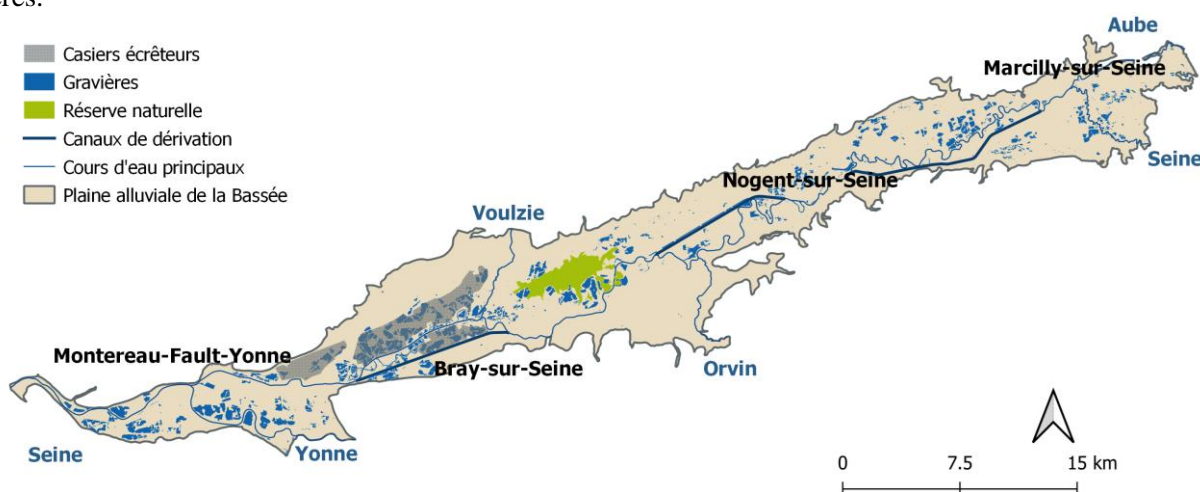 res.
Casiers écrêteurs
Gravières
Réserve naturelle
Canaux de dérivation
Cours d'eau principaux
Plaine alluviale de la Bassée
Aube
Marcilly-sur-Seine
Seine
Nogent-sur-Seine
Voulzie
Montereau-Fault-Yonne
Bray-sur-Seine
Orvin
Seine
Yonne
0 7.5 15 km